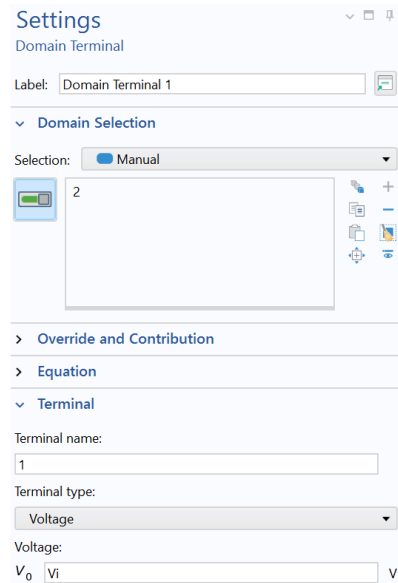 Settings
Domain Terminal
Label: Domain Terminal 1
Domain Selection
Selection: Manual
2
Override and Contribution
Equation
Terminal
Terminal name:
1
Terminal type:
Voltage
Voltage:
V0 Vi V